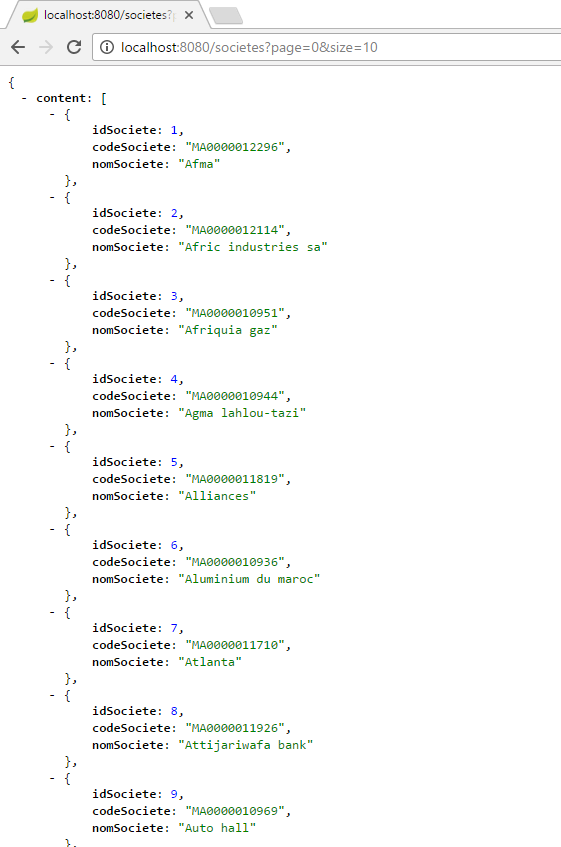 localhost:8080/societes?p
localhost:8080/societes?page=0&size=10
{
- content: [
- {
idSociete: 1,
codeSociete: "MA0000012296",
nomSociete: "Afma"
},
- {
idSociete: 2,
codeSociete: "MA0000012114",
nomSociete: "Afric industries sa"
},
- {
idSociete: 3,
codeSociete: "MA0000010951",
nomSociete: "Afriquia gaz"
},
- {
idSociete: 4,
codeSociete: "MA0000010944",
nomSociete: "Agma lahlou-tazi"
},
- {
idSociete: 5,
codeSociete: "MA0000011819",
nomSociete: "Alliances"
},
- {
idSociete: 6,
codeSociete: "MA0000010936",
nomSociete: "Aluminium du maroc"
},
- {
idSociete: 7,
codeSociete: "MA0000011710",
nomSociete: "Atlanta"
},
- {
idSociete: 8,
codeSociete: "MA0000011926",
nomSociete: "Attijariwafa bank"
},
- {
idSociete: 9,
codeSociete: "MA0000010969",
nomSociete: "Auto hall"
},